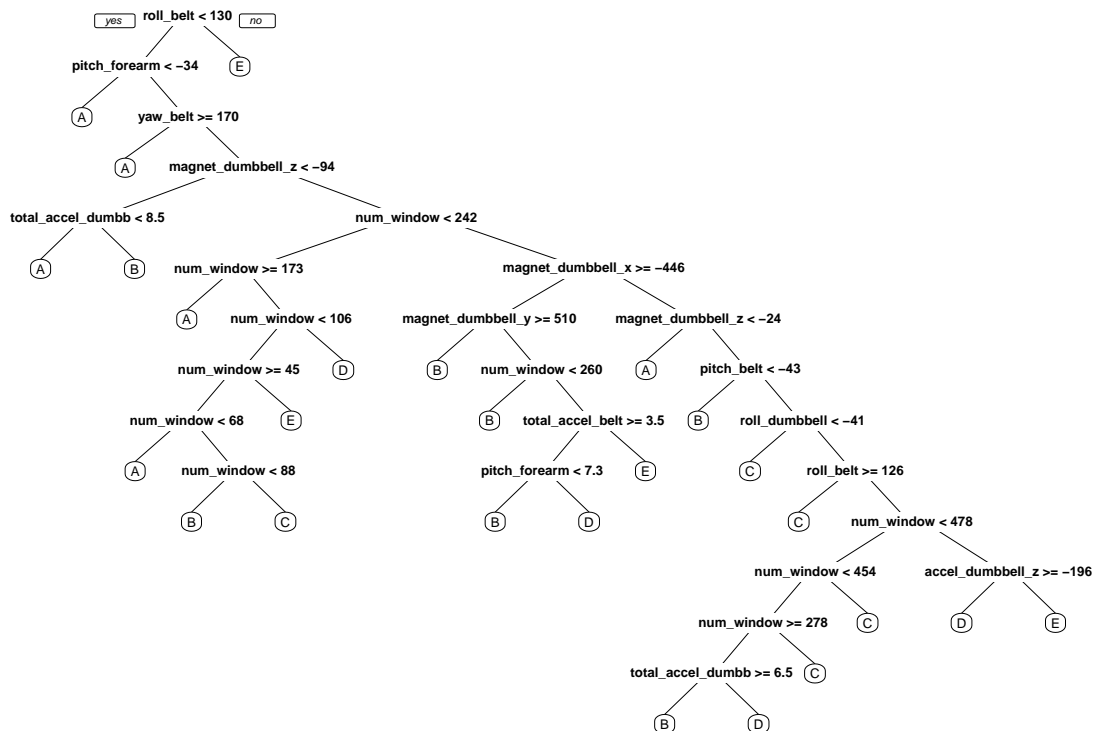 yes roll_belt < 130 no
pitch_forearm < −34 E
A yaw_belt >= 170
A magnet_dumbbell_z < −94
total_accel_dumbb < 8.5 num_window < 242
A B num_window >= 173 magnet_dumbbell_x >= −446
A num_window < 106 magnet_dumbbell_y >= 510 magnet_dumbbell_z < −24
num_window >= 45 D B num_window < 260 A pitch_belt < −43
num_window < 68 E B total_accel_belt >= 3.5 B roll_dumbbell < −41
A num_window < 88 pitch_forearm < 7.3 E C roll_belt >= 126
B C B D C num_window < 478
num_window < 454 accel_dumbbell_z >= −196
num_window >= 278 C D E
total_accel_dumbb >= 6.5 C
B D